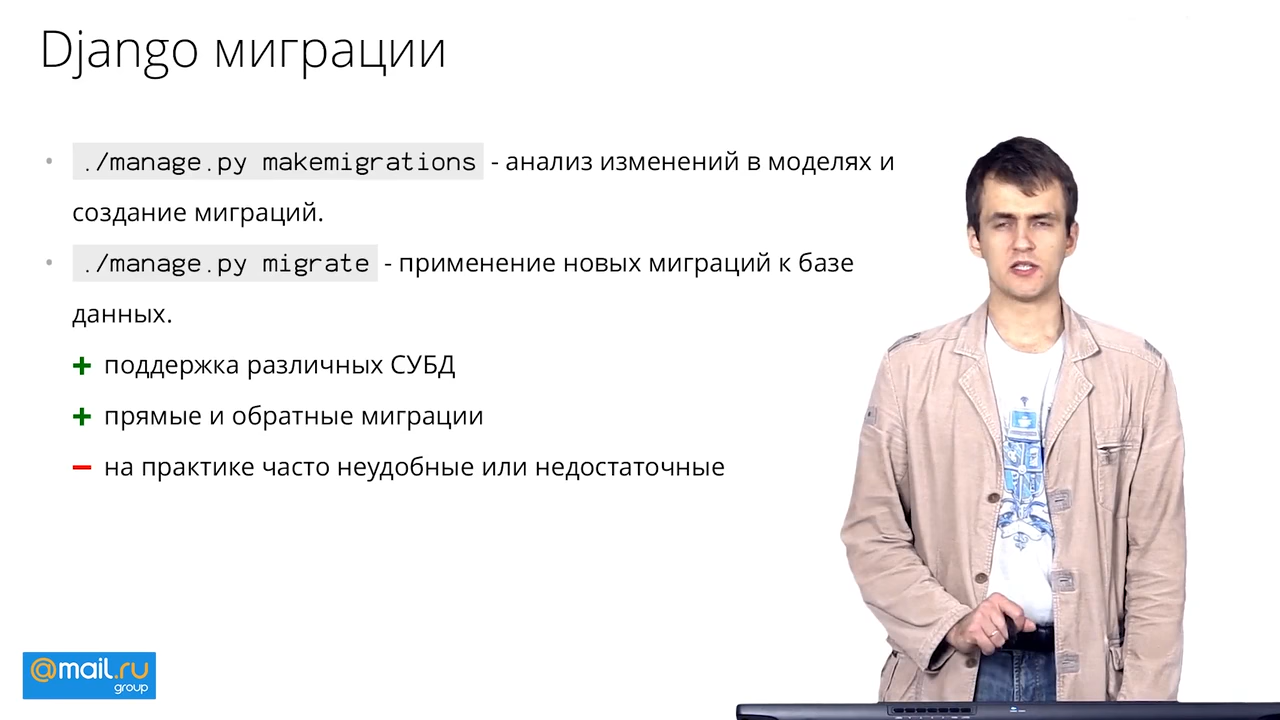 Django миграции
./manage.py makemigrations - анализ изменений в моделях и
создание миграций.
./manage.py migrate - применение новых миграций к базе
данных.
+ поддержка различных СУБД
+ прямые и обратные миграции
− на практике часто неудобные или недостаточные
@mail.ru
group